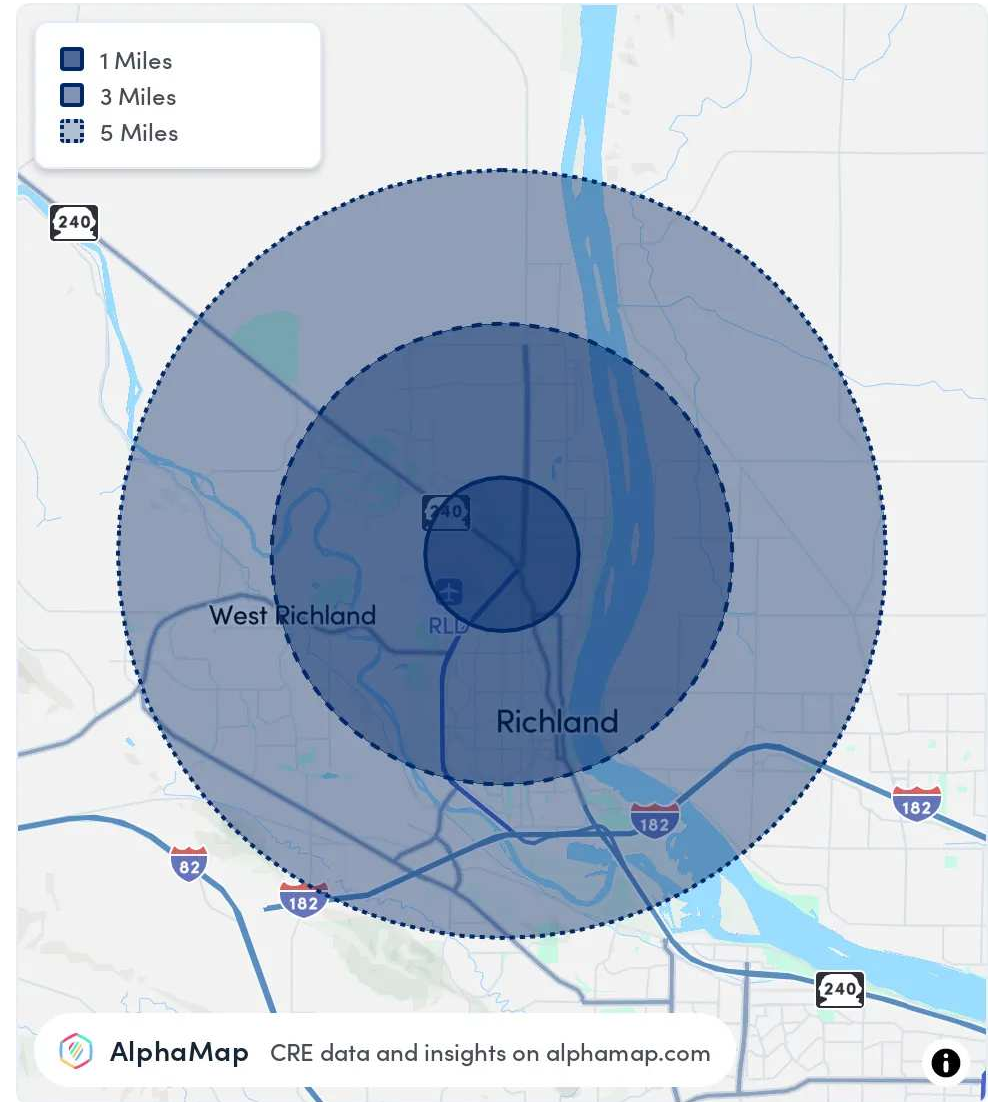 1 Miles
3 Miles
5 Miles
240
240
West Richland
RLD
Richland
182
182
82
182
240
AlphaMap
CRE data and insights on alphamap.com